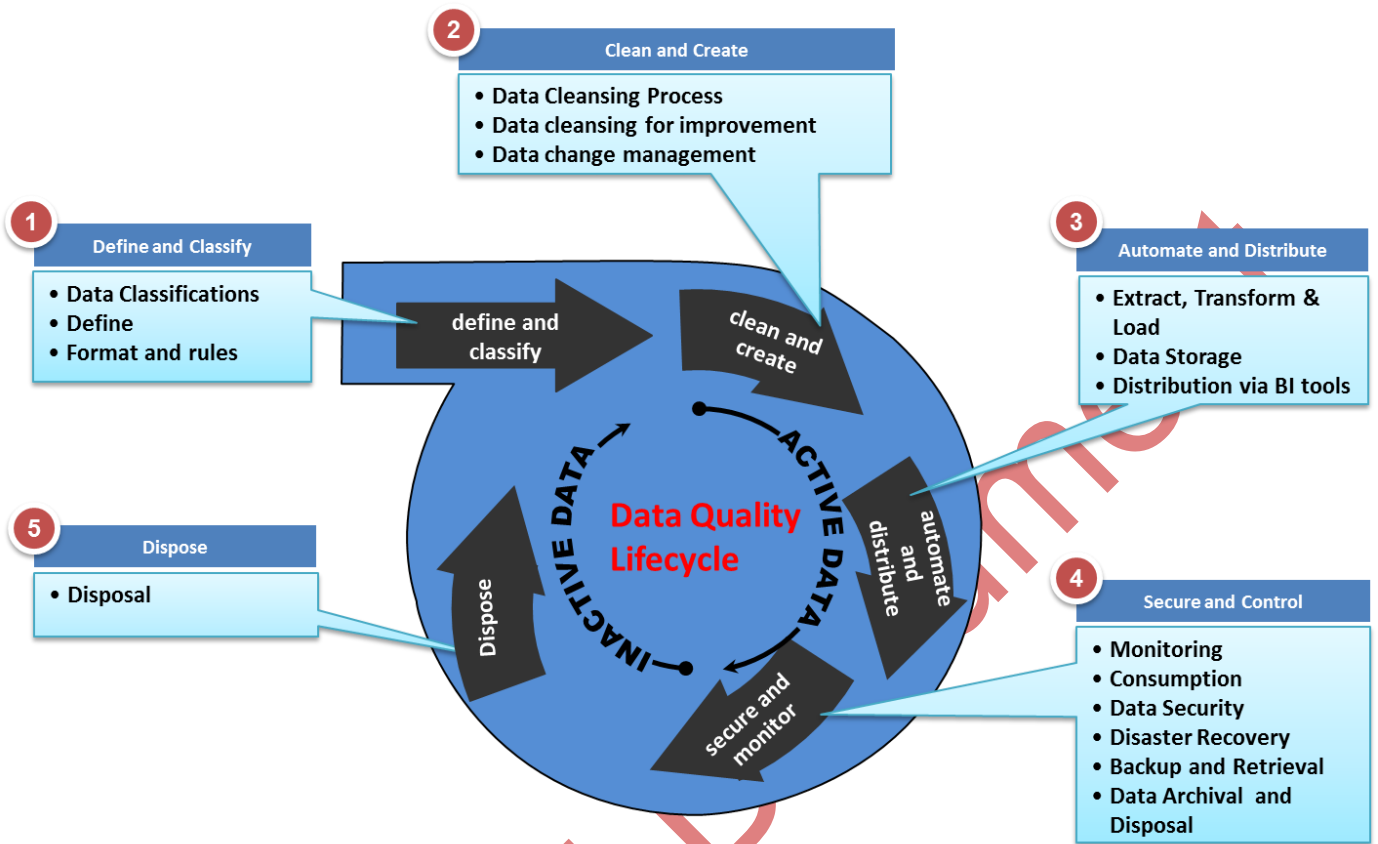 2
Clean and Create
• Data Cleansing Process
• Data cleansing for improvement
• Data change management
1
Define and Classify
• Data Classifications
• Define
• Format and rules
3
Automate and Distribute
• Extract, Transform &
Load
• Data Storage
• Distribution via BI tools
define and
classify
clean and
create
automate
and
distribute
secure and
monitor
Dispose
ACTIVE DATA
INACTIVE DATA
Data Quality
Lifecycle
5
Dispose
• Disposal
4
Secure and Control
• Monitoring
• Consumption
• Data Security
• Disaster Recovery
• Backup and Retrieval
• Data Archival and
Disposal